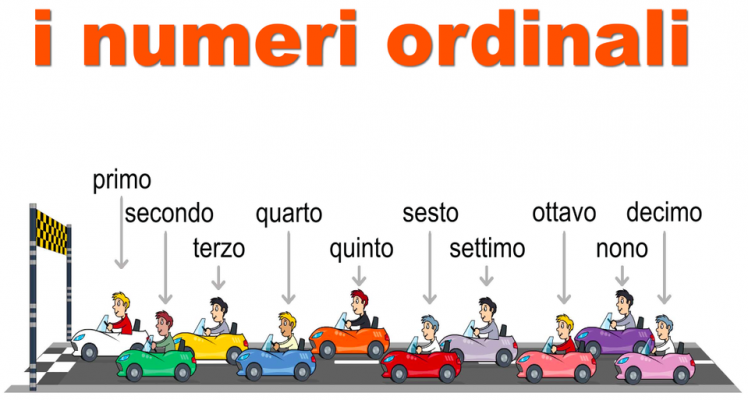 i numeri ordinali
primo
secondo
terzo
quarto
quinto
sesto
settimo
ottavo
nono
decimo